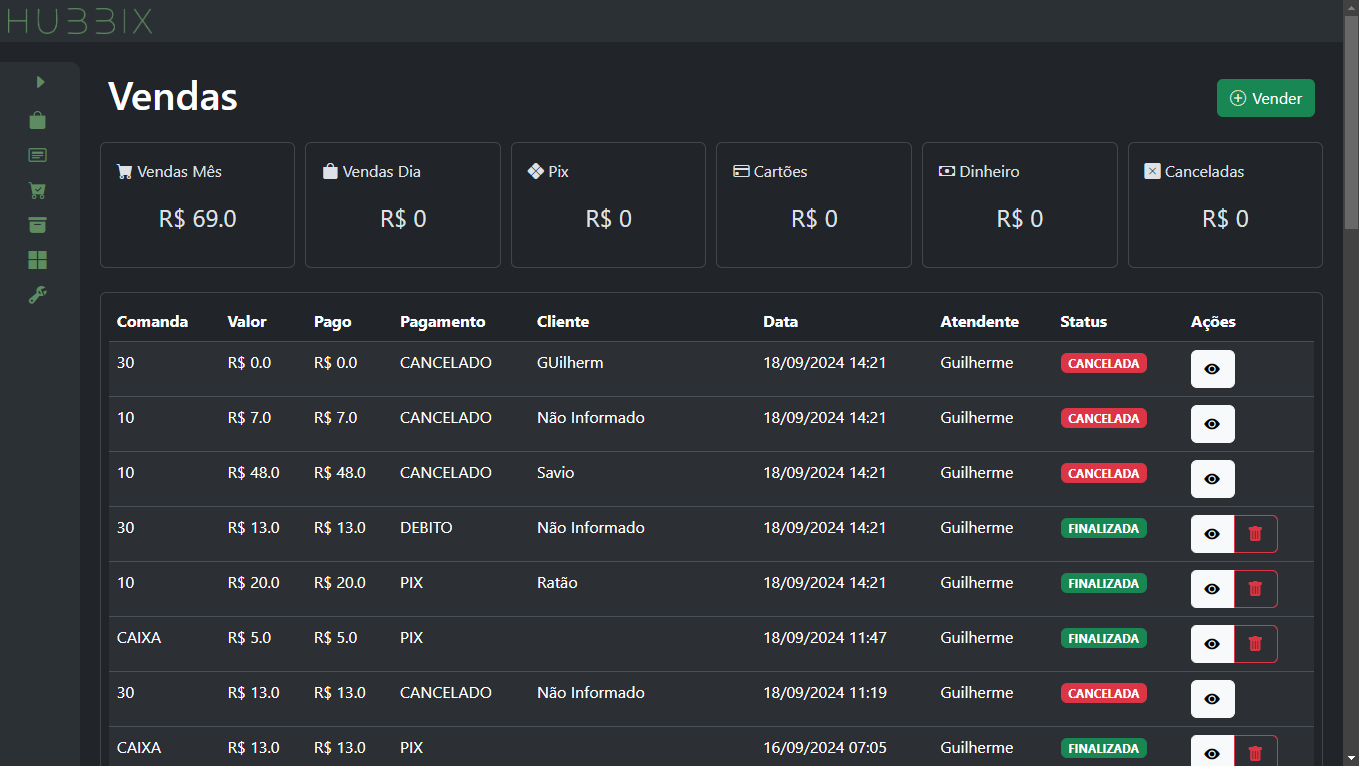 HUBBIX
Vendas
Vender
Vendas Mês Vendas Dia Pix Cartões Dinheiro Canceladas
R$ 69.0 R$ 0 R$ 0 R$ 0 R$ 0 R$ 0
Comanda Valor Pago Pagamento Cliente Data Atendente Status Ações
30 R$ 0.0 R$ 0.0 CANCELADO GUilherm 18/09/2024 14:21 Guilherme CANCELADA
10 R$ 7.0 R$ 7.0 CANCELADO Não Informado 18/09/2024 14:21 Guilherme CANCELADA
10 R$ 48.0 R$ 48.0 CANCELADO Savio 18/09/2024 14:21 Guilherme CANCELADA
30 R$ 13.0 R$ 13.0 DEBITO Não Informado 18/09/2024 14:21 Guilherme FINALIZADA
10 R$ 20.0 R$ 20.0 PIX Ratão 18/09/2024 14:21 Guilherme FINALIZADA
CAIXA R$ 5.0 R$ 5.0 PIX 18/09/2024 11:47 Guilherme FINALIZADA
30 R$ 13.0 R$ 13.0 CANCELADO Não Informado 18/09/2024 11:19 Guilherme CANCELADA
CAIXA R$ 13.0 R$ 13.0 PIX 16/09/2024 07:05 Guilherme FINALIZADA